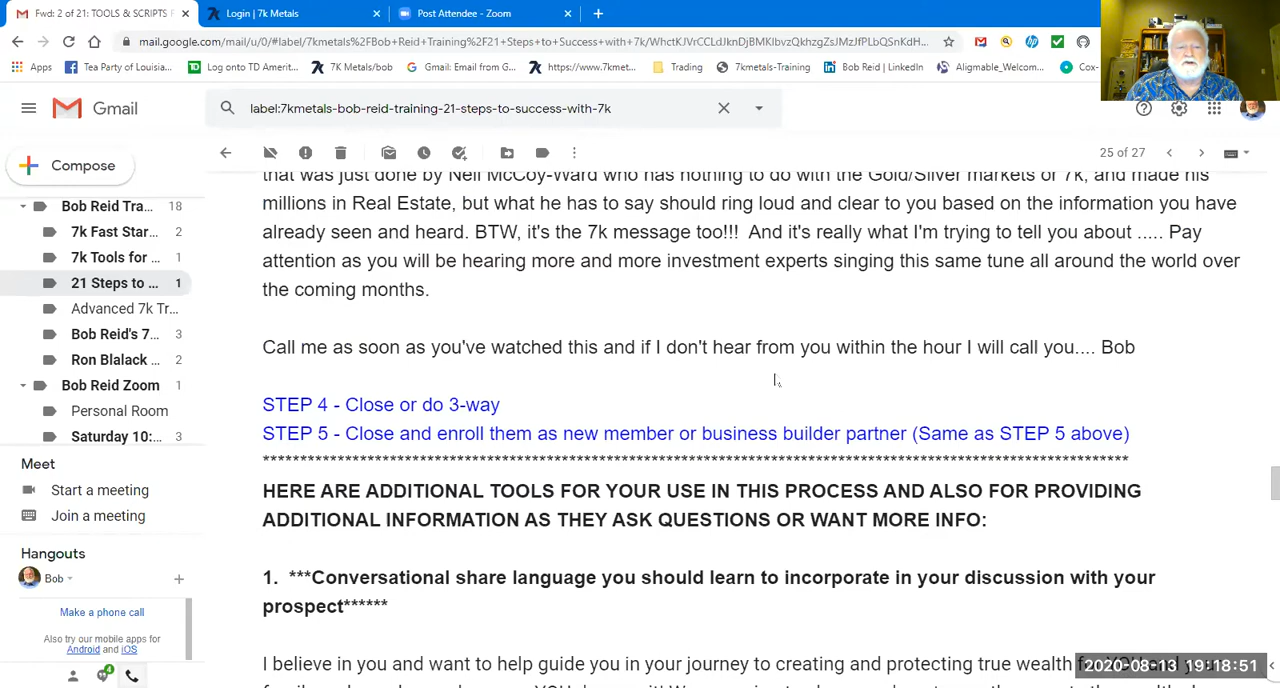 Fwd: 2 of 21: TOOLS & SCRIPTS
Login | 7k Metals
Post Attendee - Zoom
mail.google.com/mail/u/0/#label/7kmetals%2FBob Reid Training%2F21 Steps to Success with 7k/
Apps
Tea Party of Louisia...
Log onto TD Amerit...
7K Metals/bob
Gmail: Email from G...
https://www.7kmet...
Trading
7kmetals-Training
Bob Reid | LinkedIn
Alignable_Welcom...
Cox-
Gmail
label:7kmetals-bob-reid-training-21-steps-to-success-with-7k
Compose
25 of 27
Bob Reid Tra... 18
7k Fast Star... 2
7k Tools for ... 1
21 Steps to ... 1
Advanced 7k Tr...
Bob Reid's 7... 3
Ron Blalack ... 2
Bob Reid Zoom 1
Personal Room
Saturday 10:... 3
Meet
Start a meeting
Join a meeting
Hangouts
Bob
Make a phone call
Also try our mobile apps for
Android and iOS
4
that was just done by Neil McCoy-Ward who has nothing to do with the Gold/Silver markets or 7k, and made his
millions in Real Estate, but what he has to say should ring loud and clear to you based on the information you have
already seen and heard. BTW, it's the 7k message too!!!  And it's really what I'm trying to tell you about ..... Pay
attention as you will be hearing more and more investment experts singing this same tune all around the world over
the coming months.
Call me as soon as you've watched this and if I don't hear from you within the hour I will call you.... Bob
STEP 4 - Close or do 3-way
STEP 5 - Close and enroll them as new member or business builder partner (Same as STEP 5 above)
HERE ARE ADDITIONAL TOOLS FOR YOUR USE IN THIS PROCESS AND ALSO FOR PROVIDING
ADDITIONAL INFORMATION AS THEY ASK QUESTIONS OR WANT MORE INFO:
1.  ***Conversational share language you should learn to incorporate in your discussion with your
prospect******
I believe in you and want to help guide you in your journey to creating and protecting true wealth
2020-08-13 19:18:51